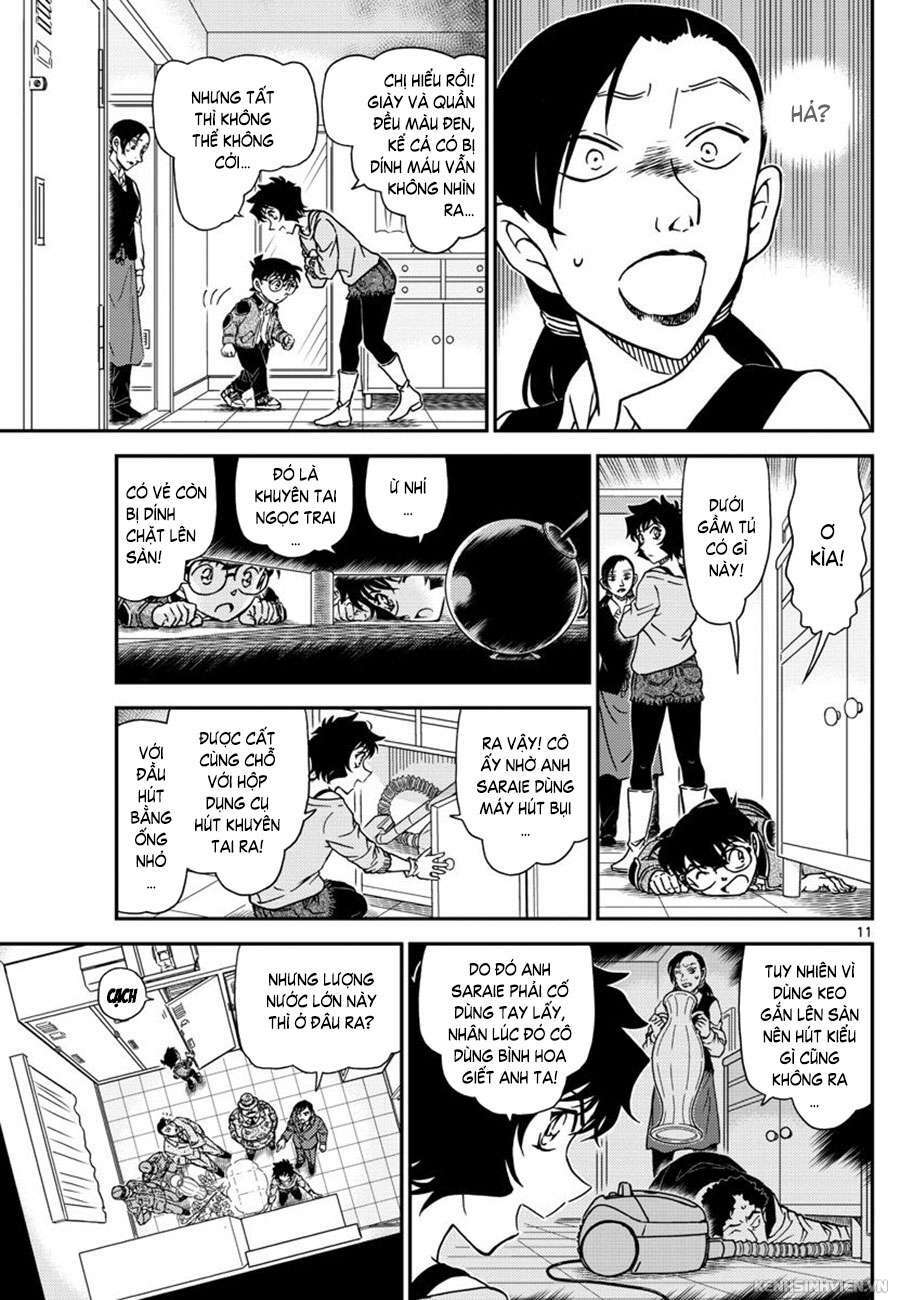 HẢ?
CHỊ HIỂU RỒI!
GIÀY VÀ QUẦN
ĐỀU MÀU ĐEN,
KỂ CẢ CÓ BỊ
DÍNH MÁU VẪN
KHÔNG NHÌN
RA...
NHƯNG TẤT
THÌ KHÔNG
THỂ KHÔNG
CỞI...
Ơ
KÌA!
DƯỚI
GẦM TỦ
CÓ GÌ
NÀY!
Ừ NHÍ
...
ĐÓ LÀ
KHUYÊN TAI
NGỌC TRAI
...
CÓ VẺ CÒN
BỊ DÍNH
CHẶT LÊN
SÀN!
RA VẬY! CÔ
ẤY NHỜ ANH
SARAIE DÙNG
MÁY HÚT BỤI
...
ĐƯỢC CẤT
CÙNG CHỖ
VỚI HỘP
DỤNG CỤ
HÚT KHUYÊN
TAI RA!
VỚI
ĐẦU
HÚT
BẰNG
ỐNG
NHỎ
...
11
TUY NHIÊN VÌ
DÙNG KEO
GẮN LÊN SÀN
NÊN HÚT KIỂU
GÌ CŨNG
KHÔNG RA
...
DO ĐÓ ANH
SARAIE PHẢI CỐ
DÙNG TAY LẤY,
NHÂN LÚC ĐÓ CÔ
DÙNG BÌNH HOA
GIẾT ANH TA!
NHƯNG LƯỢNG
NƯỚC LỚN NÀY
THÌ Ở ĐÂU RA?
CẠCH
KENHSINHVIEN.VN